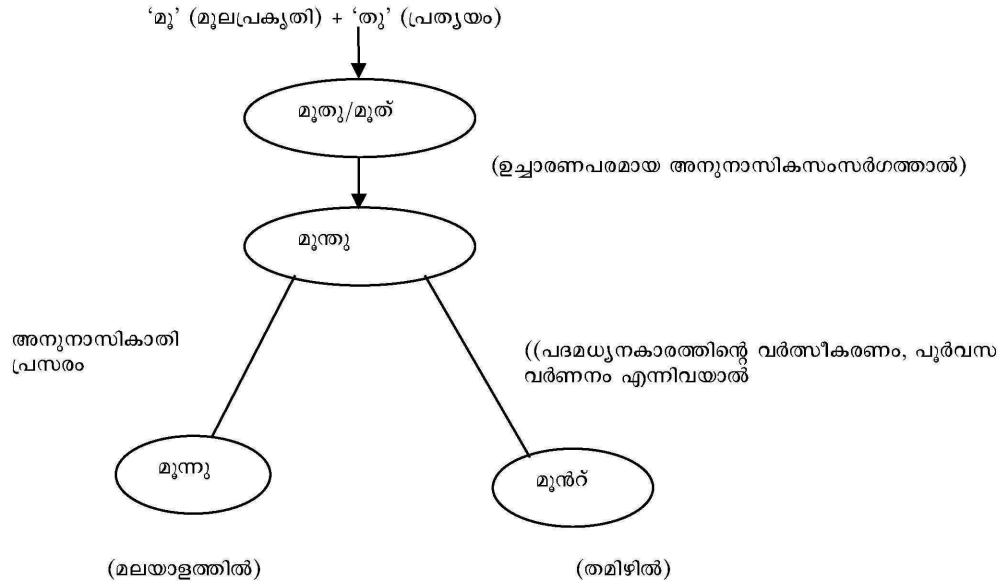 ‘മൂ’ (മൂലപ്രകൃതി) + ‘തു’ (പ്രത്യയം)
മൂതു/മൂത്
(ഉച്ചാരണപരമായ അനുനാസികസംസർഗത്താൽ)
മൂന്തു
അനുനാസികാതി
പ്രസരം
((പദമധ്യനകാരത്തിന്റെ വർത്സീകരണം, പൂർവസ
വർണനം എന്നിവയാൽ
മൂന്നു
മൂൻറ്
(മലയാളത്തിൽ)
(തമിഴിൽ)